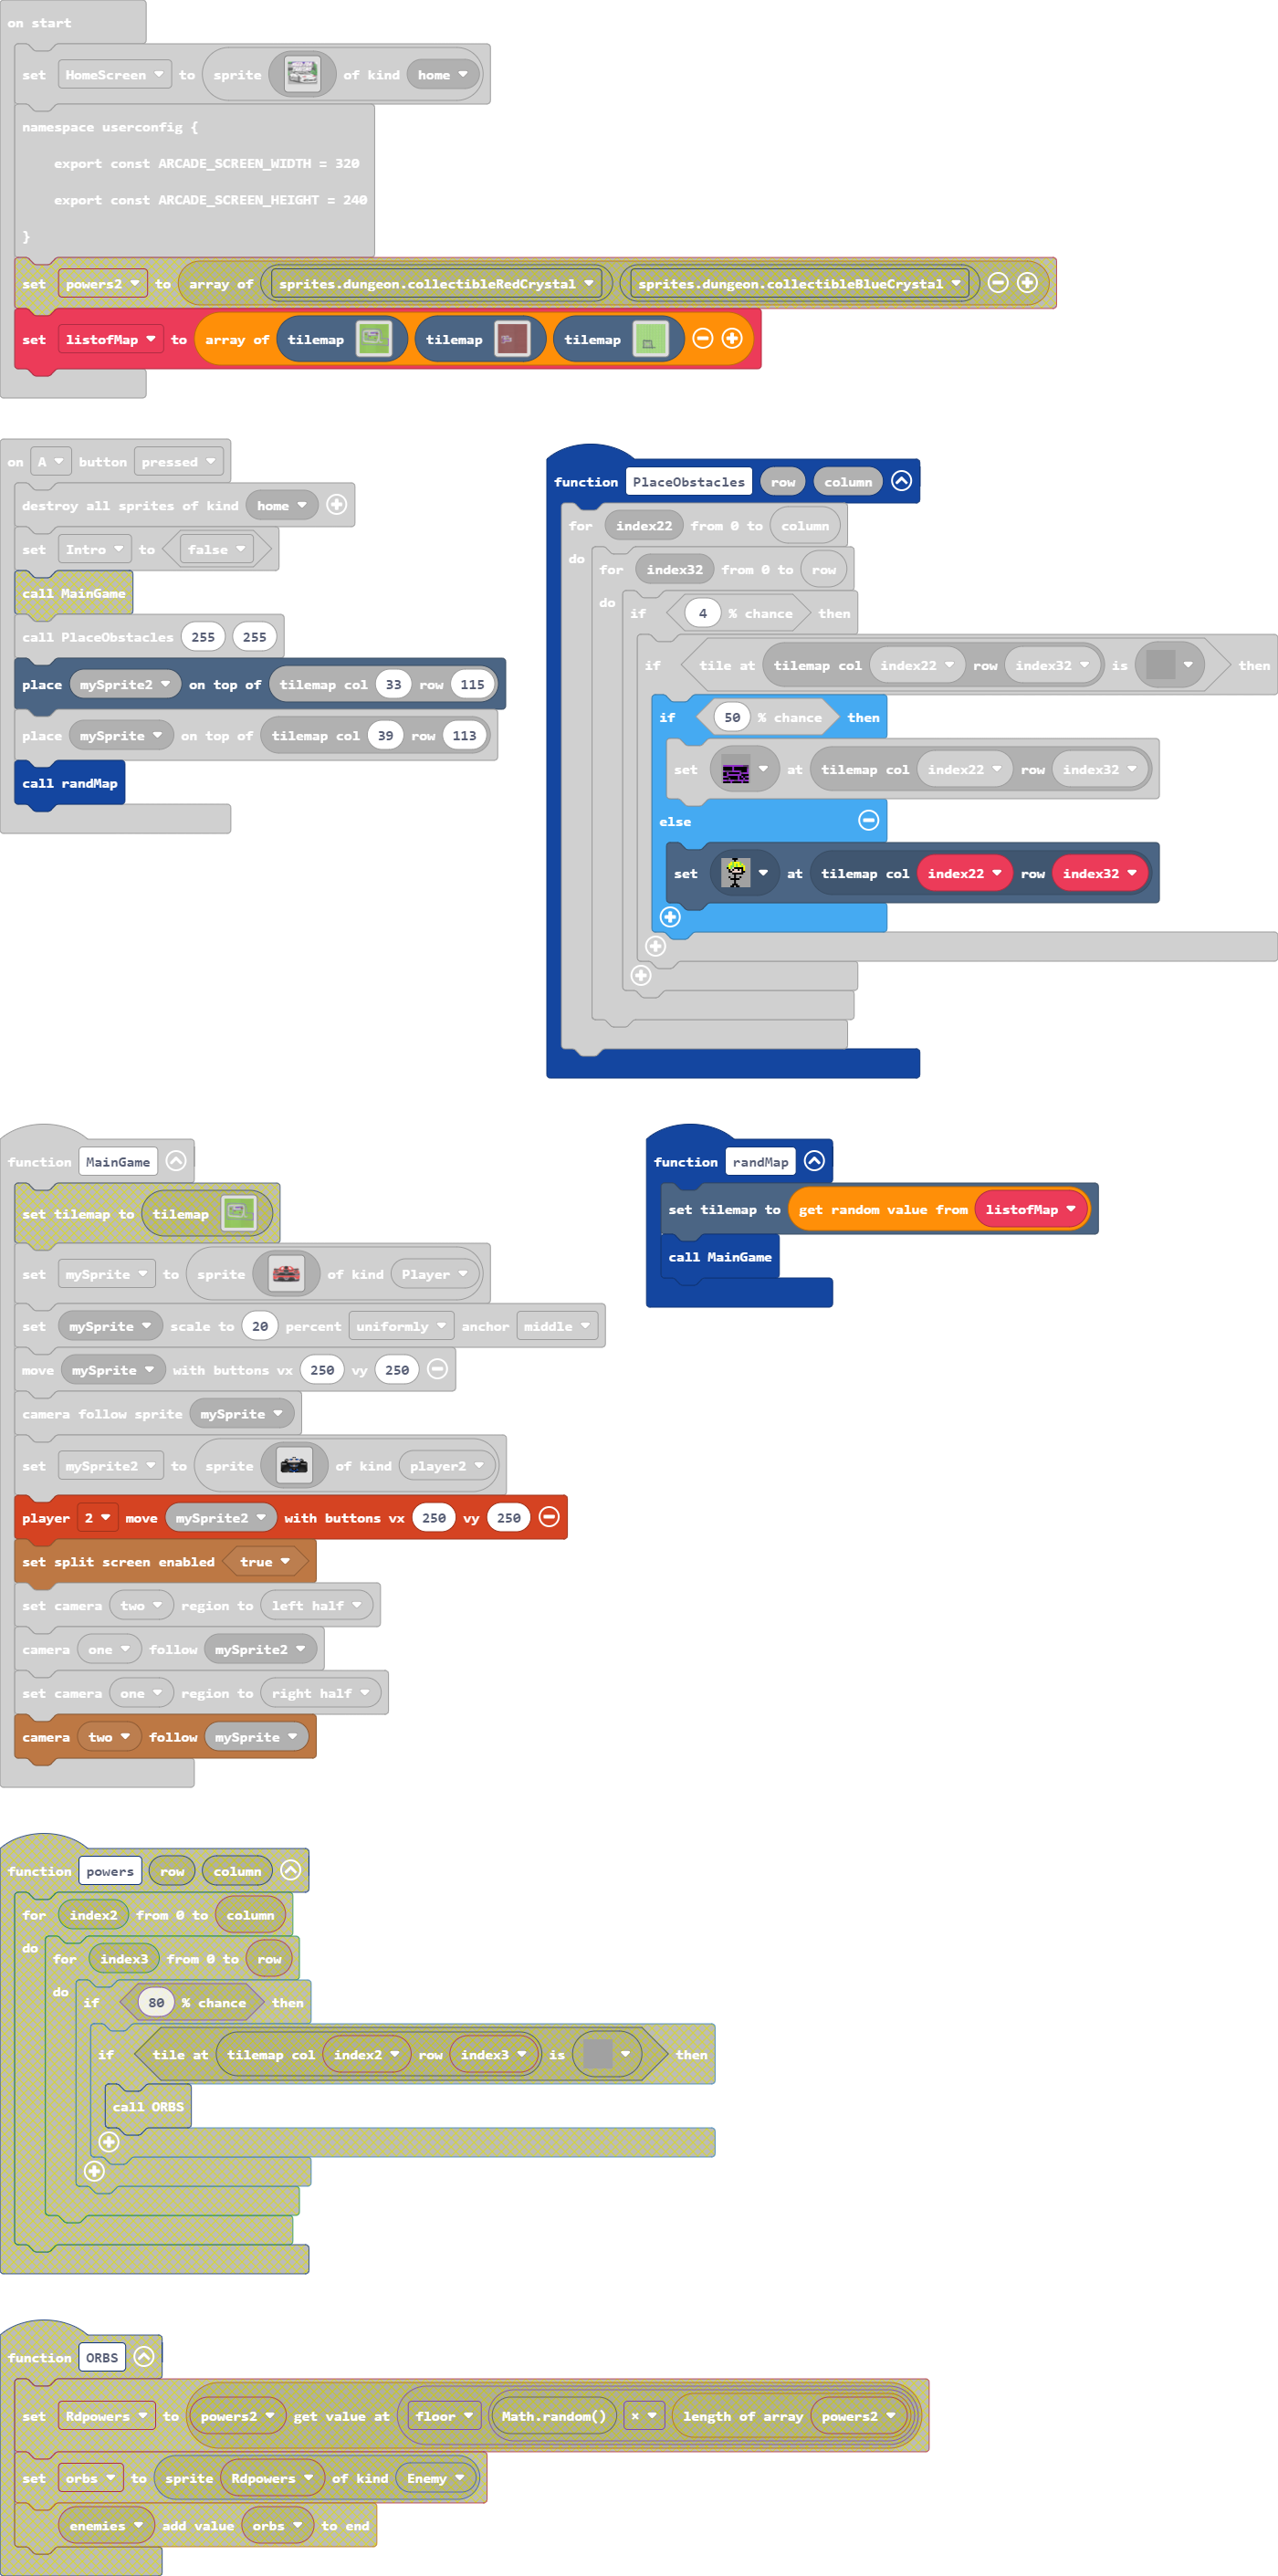 on start
set HomeScreen to sprite of kind home
namespace userconfig {
export const ARCADE_SCREEN_WIDTH = 320
export const ARCADE_SCREEN_HEIGHT = 240
}
set powers2 to array of sprites.dungeon.collectibleRedCrystal sprites.dungeon.collectibleBlueCrystal
set listofMap to array of tilemap tilemap tilemap
on A button pressed
destroy all sprites of kind home
set Intro to false
call MainGame
call PlaceObstacles 255 255
place mySprite2 on top of tilemap col 33 row 115
place mySprite on top of tilemap col 39 row 113
call randMap
function PlaceObstacles row column
for index22 from 0 to column
do for index32 from 0 to row
do if 4 % chance then
if tile at tilemap col index22 row index32 is then
if 50 % chance then
set at tilemap col index22 row index32
else
set at tilemap col index22 row index32
function MainGame
set tilemap to tilemap
set mySprite to sprite of kind Player
set mySprite scale to 20 percent uniformly anchor middle
move mySprite with buttons vx 250 vy 250
camera follow sprite mySprite
set mySprite2 to sprite of kind player2
player 2 move mySprite2 with buttons vx 250 vy 250
set split screen enabled true
set camera two region to left half
camera one follow mySprite2
set camera one region to right half
camera two follow mySprite
function randMap
set tilemap to get random value from listofMap
call MainGame
function powers row column
for index2 from 0 to column
do for index3 from 0 to row
do if 80 % chance then
if tile at tilemap col index2 row index3 is then
call ORBS
function ORBS
set Rdpowers to powers2 get value at floor Math.random() × length of array powers2
set orbs to sprite Rdpowers of kind Enemy
enemies add value orbs to end